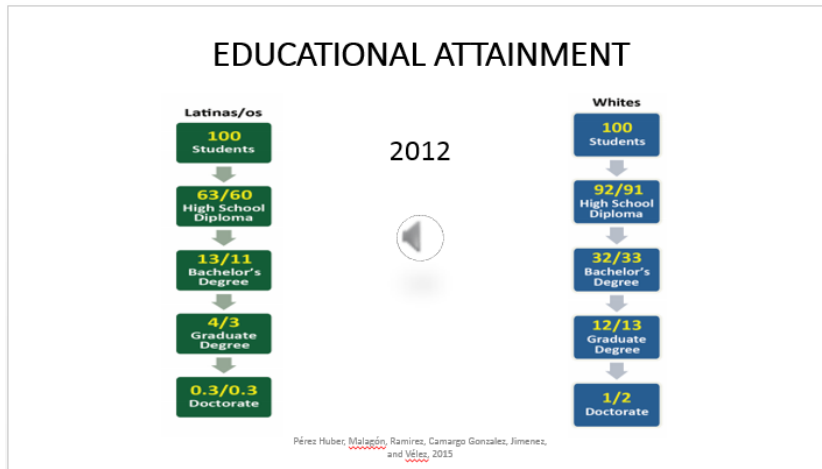 EDUCATIONAL ATTAINMENT
Latinas/os
100
Students
63/60
High School
Diploma
13/11
Bachelor's
Degree
4/3
Graduate
Degree
0.3/0.3
Doctorate
2012
Whites
100
Students
92/91
High School
Diploma
32/33
Bachelor's
Degree
12/13
Graduate
Degree
1/2
Doctorate
Pérez Huber, Malagón, Ramirez, Camargo Gonzalez, Jimenez,
and Vélez, 2015